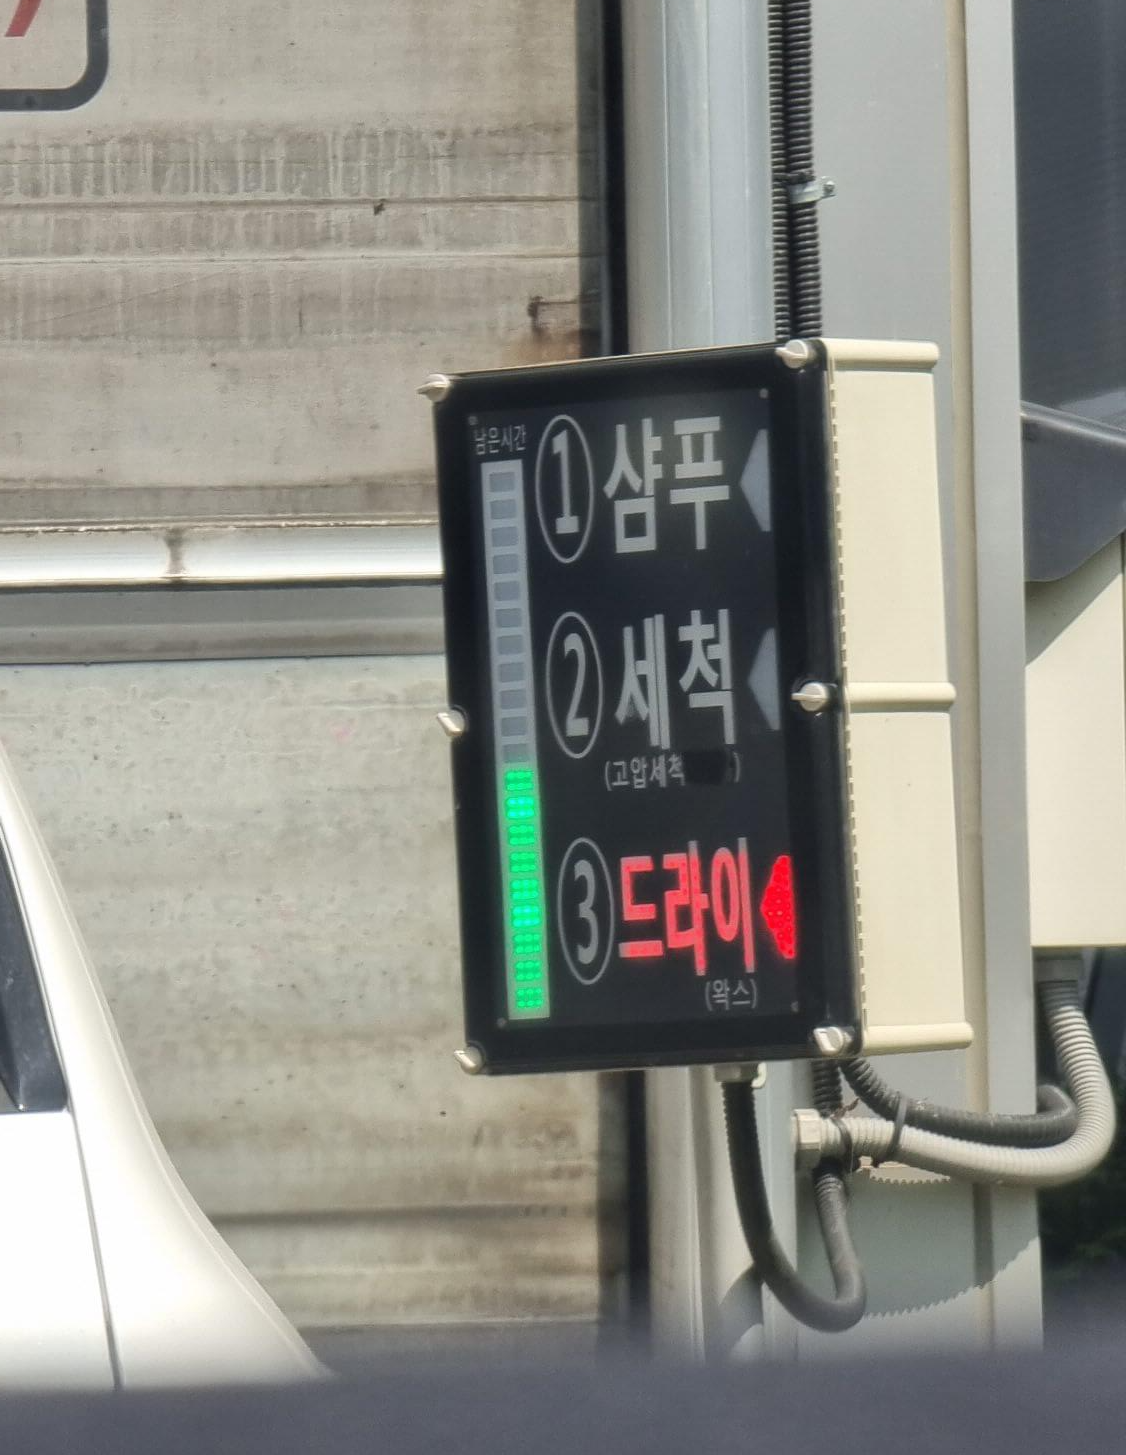 남은시간
① 샴푸
② 세척
(고압세척 )
③ 드라이
(왁스)